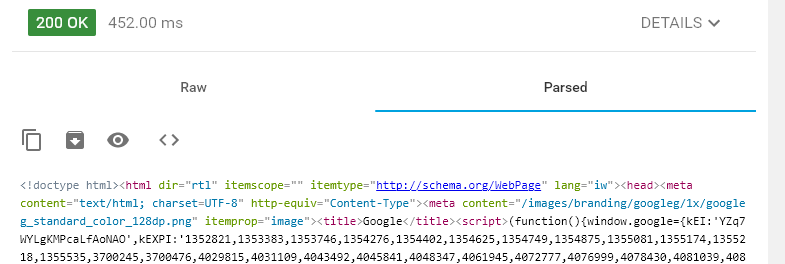 200 OK 452.00 ms DETAILS
Raw Parsed
<!doctype html><html dir="rtl" itemscope="" itemtype="http://schema.org/WebPage" lang="iw"><head><meta
content="text/html; charset=UTF-8" http-equiv="Content-Type"><meta content="/images/branding/googleg/1x/google
g_standard_color_128dp.png" itemprop="image"><title>Google</title><script>(function(){window.google={kEI:'YZq7
WYLgKMPcaLfAoNAO',kEXPI:'1352821,1353383,1353746,1354276,1354402,1354625,1354749,1354875,1355081,1355174,13552
18,1355535,3700245,3700476,4029815,4031109,4043492,4045841,4048347,4061945,4072777,4076999,4078430,4081039,408